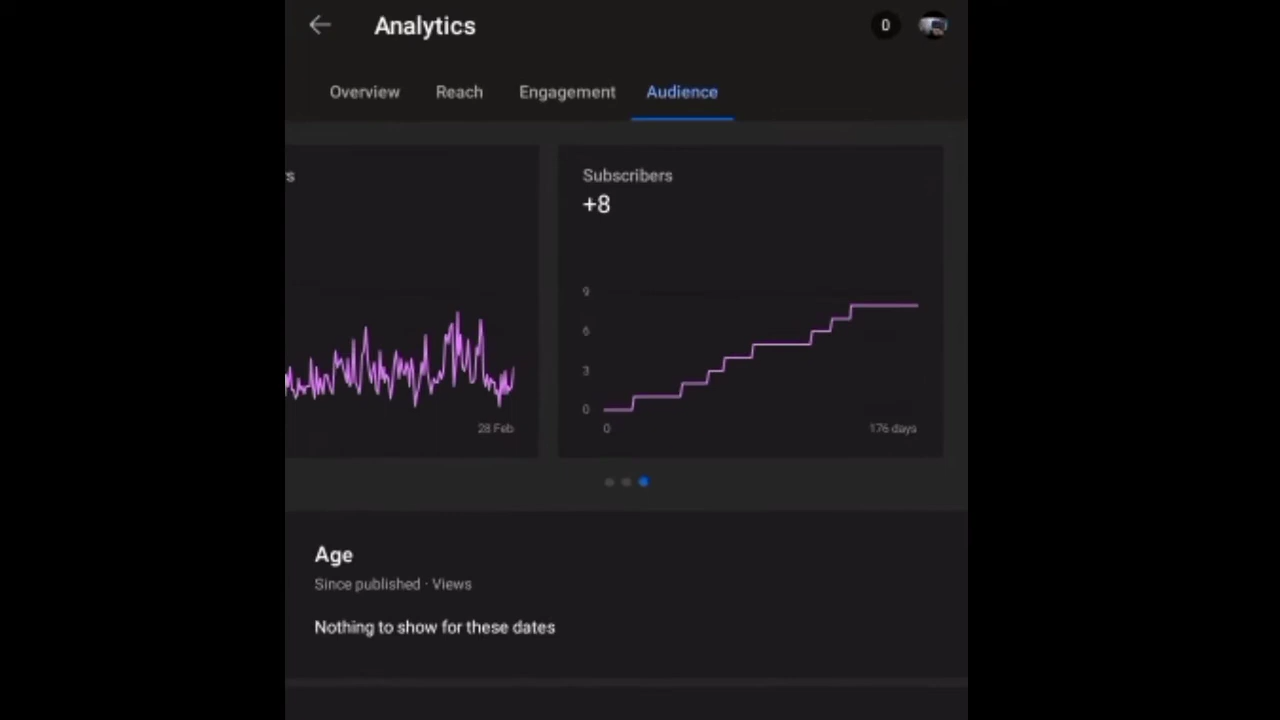 Analytics
0
Overview Reach Engagement Audience
rs
28 Feb
Subscribers
+8
9
6
3
0
0 176 days
Age
Since published · Views
Nothing to show for these dates